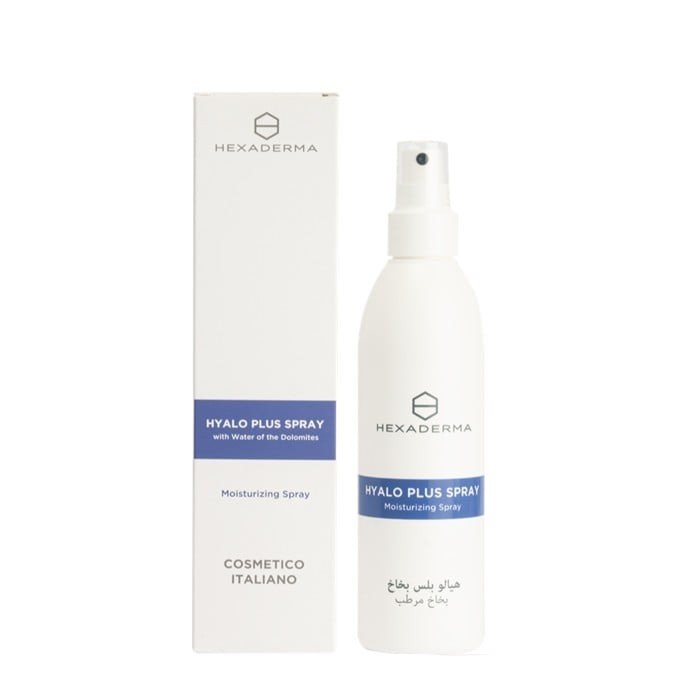 HEXADERMA
HYALO PLUS SPRAY
with Water of the Dolomites
Moisturizing Spray
COSMETICO
ITALIANO
HEXADERMA
HYALO PLUS SPRAY
Moisturizing Spray
هيالو بلس بخاخ
بخاخ مرطب